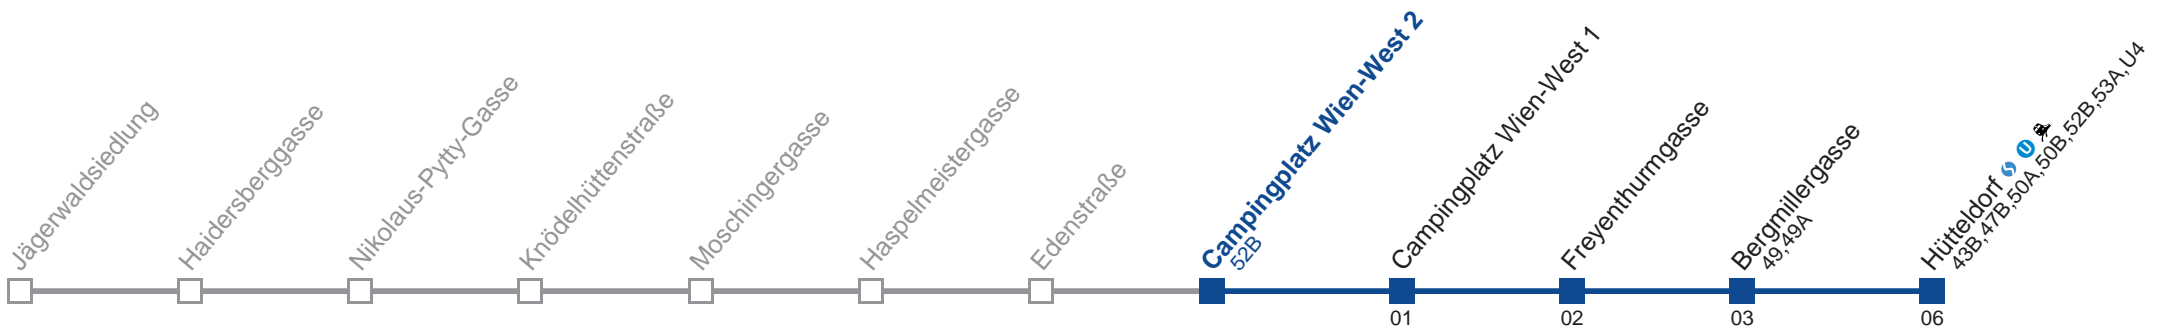 Jägerwaldsiedlung
Haidersberggasse
Nikolaus-Pytty-Gasse
Knödelhüttenstraße
Moschingergasse
Haspelmeistergasse
Edenstraße
Campingplatz Wien-West 2
52B
Campingplatz Wien-West 1
Freyenthurmgasse
Bergmillergasse
49,49A
Hütteldorf S U
43B,47B,50A,50B,52B,53A,U4
01
02
03
06